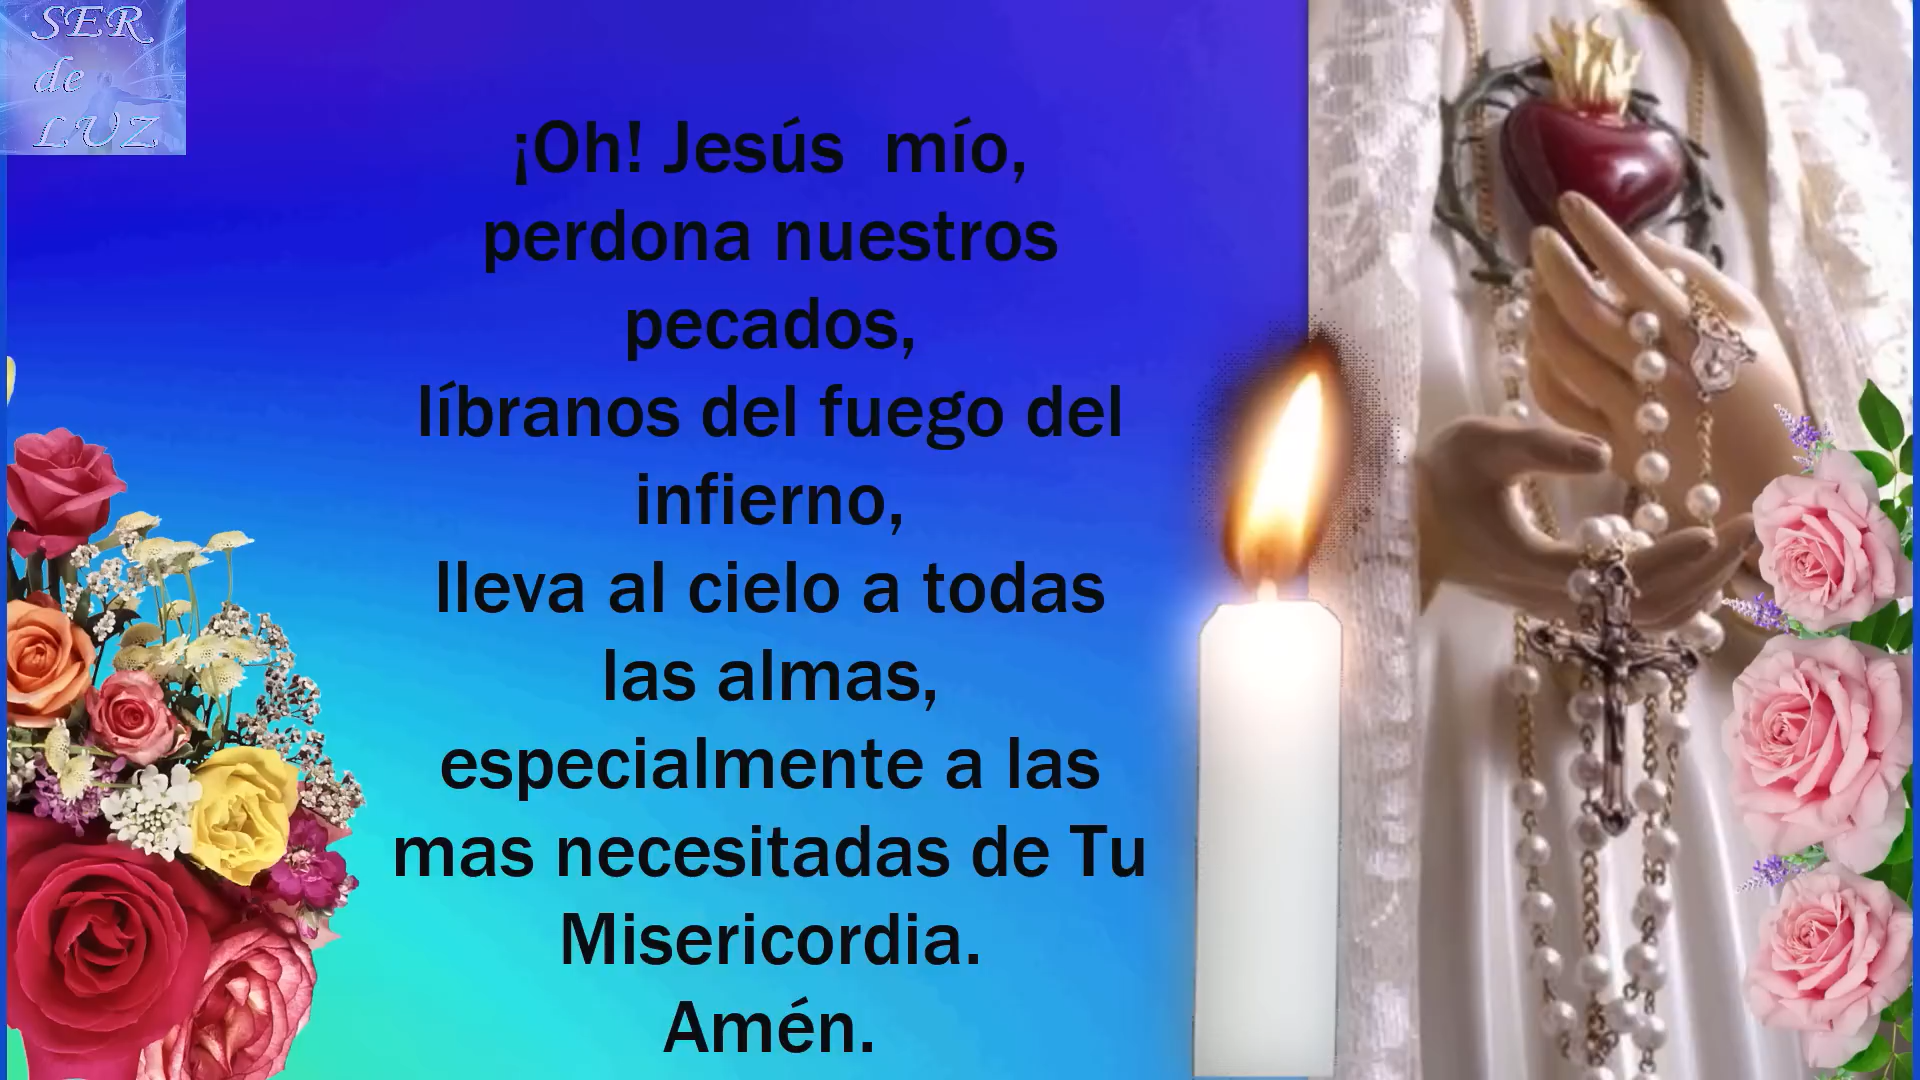 SER
de
LUZ
¡Oh! Jesús  mío,
perdona nuestros
pecados,
líbranos del fuego del
infierno,
lleva al cielo a todas
las almas,
especialmente a las
mas necesitadas de Tu
Misericordia.
Amén.